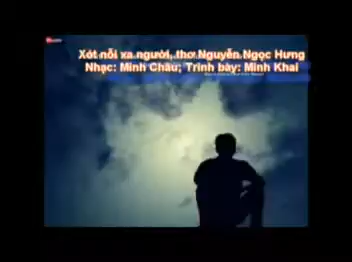 Xót nỗi xa người, thơ Nguyễn Ngọc Hưng
Nhạc: Minh Châu; Trình bày: Minh Khai